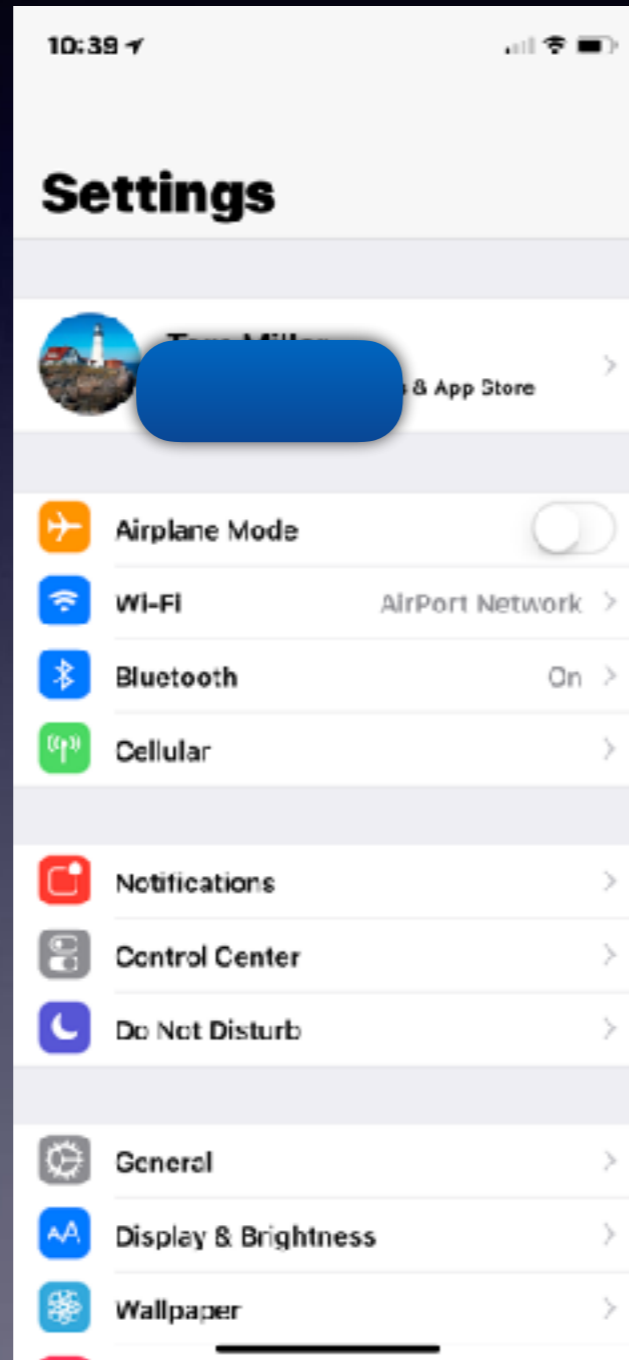 10:39
Settings
& App Store
Airplane Mode
Wi-Fi
AirPort Network
Bluetooth
On
Cellular
Notifications
Control Center
Do Not Disturb
General
Display & Brightness
Wallpaper